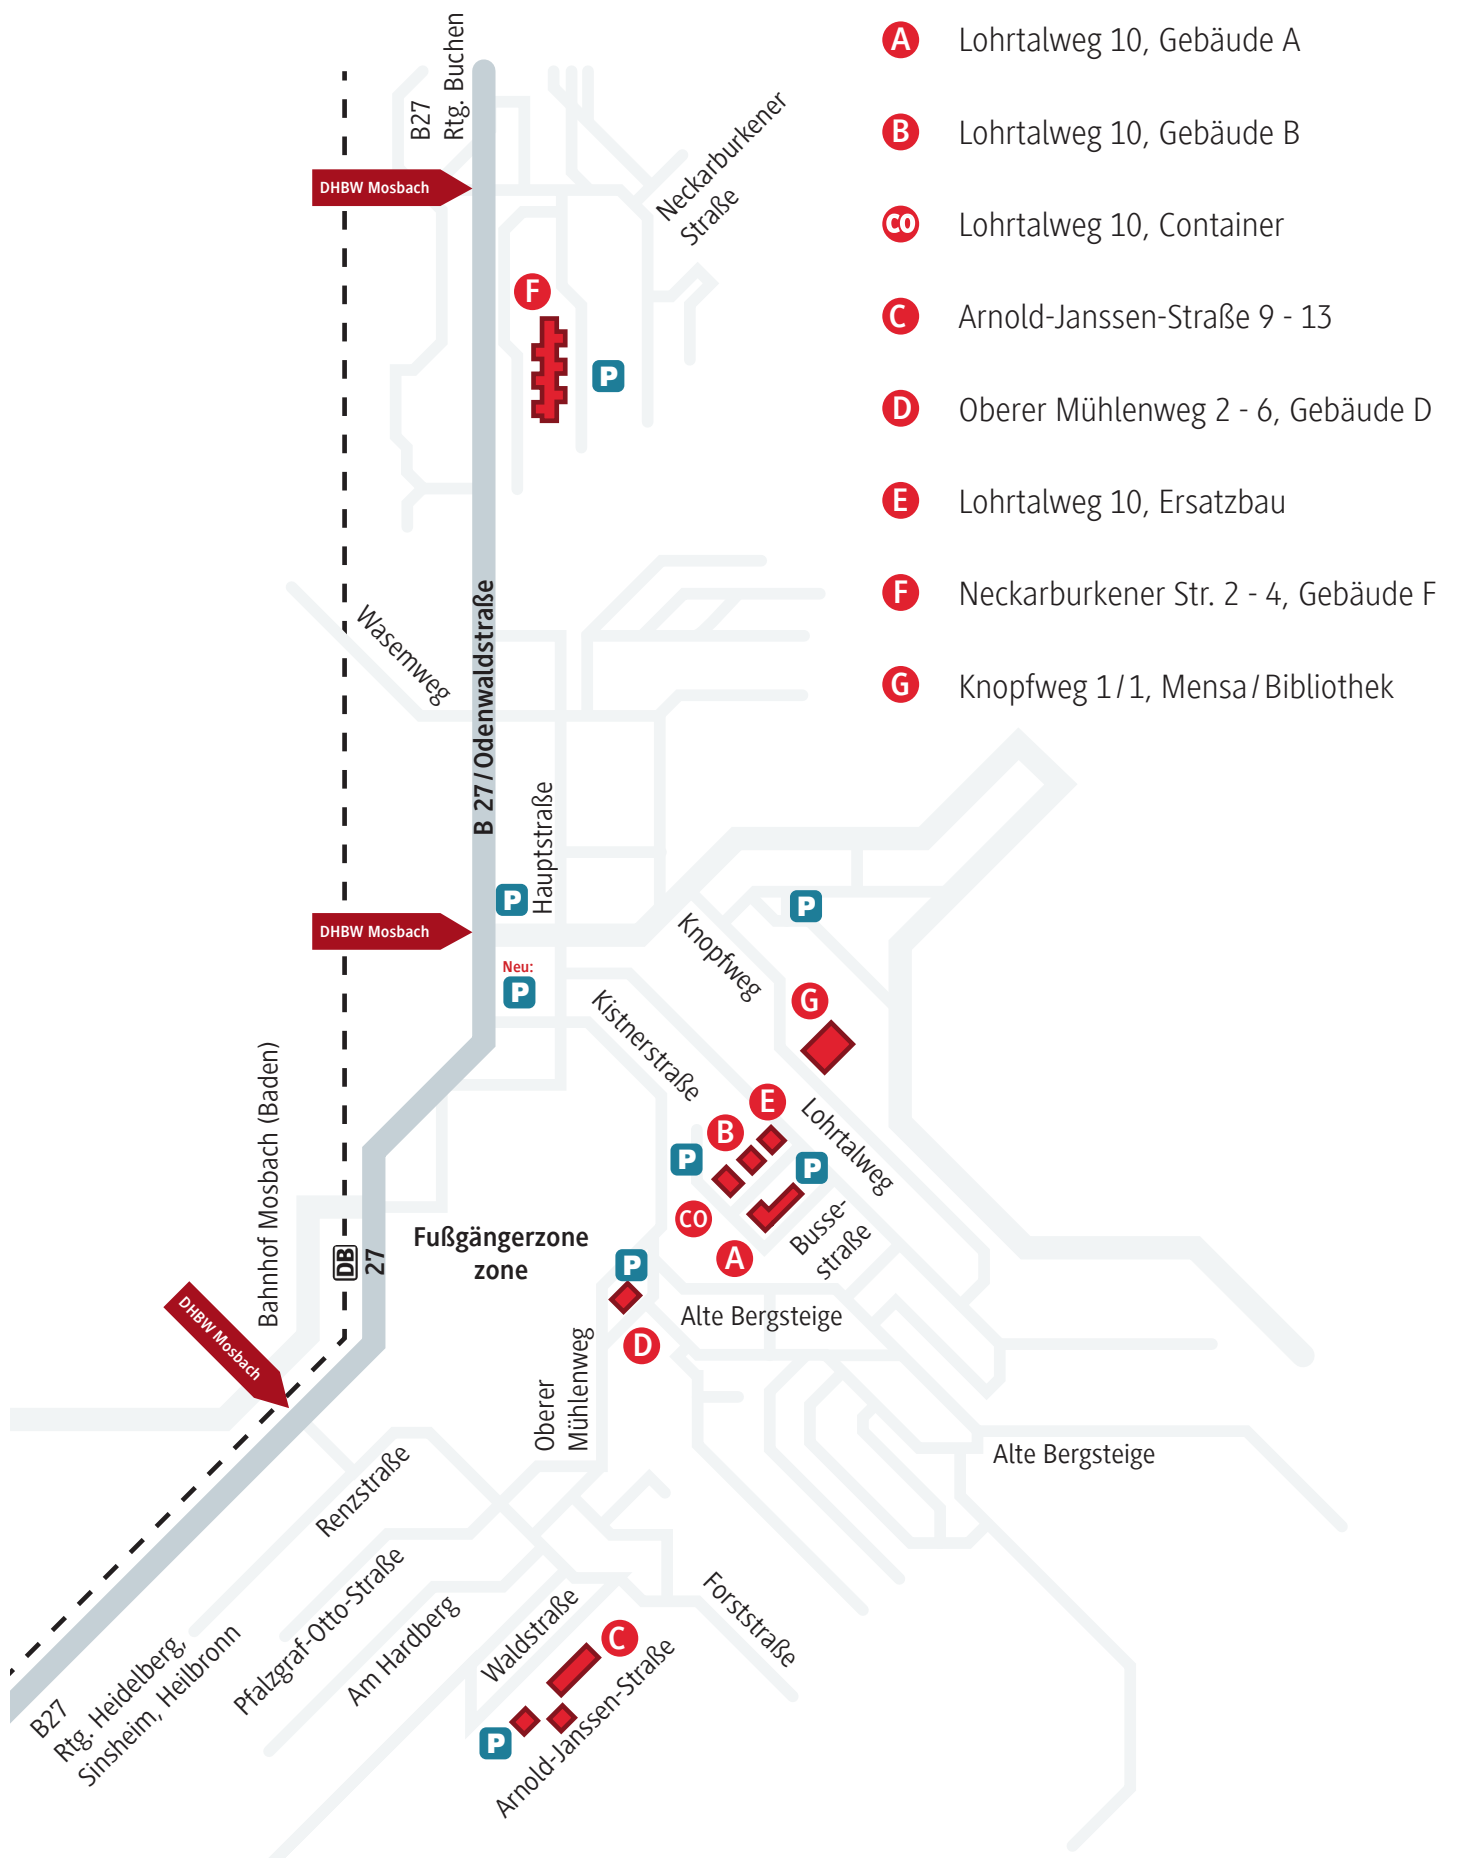 A Lohrtalweg 10, Gebäude A
B Lohrtalweg 10, Gebäude B
CO Lohrtalweg 10, Container
C Arnold-Janssen-Straße 9 - 13
D Oberer Mühlenweg 2 - 6, Gebäude D
E Lohrtalweg 10, Ersatzbau
F Neckarburkener Str. 2 - 4, Gebäude F
G Knopfweg 1/1, Mensa/Bibliothek
B27
Rtg. Buchen
DHBW Mosbach
Neckarburkener
Straße
F
P
Wasemweg
B 27/Odenwaldstraße
Hauptstraße
P
P
DHBW Mosbach
Knopfweg
Neu:
P
G
Kistnerstraße
Bahnhof Mosbach (Baden)
E
B
Lohrtalweg
P
P
CO
A
Busse-
straße
Fußgängerzone
zone
DB
27
P
DHBW Mosbach
Alte Bergsteige
D
Oberer
Mühlenweg
Alte Bergsteige
Renzstraße
Pfalzgraf-Otto-Straße
Am Hardberg
Waldstraße
Forststraße
C
Arnold-Janssen-Straße
P
B27
Rtg. Heidelberg,
Sinsheim, Heilbronn